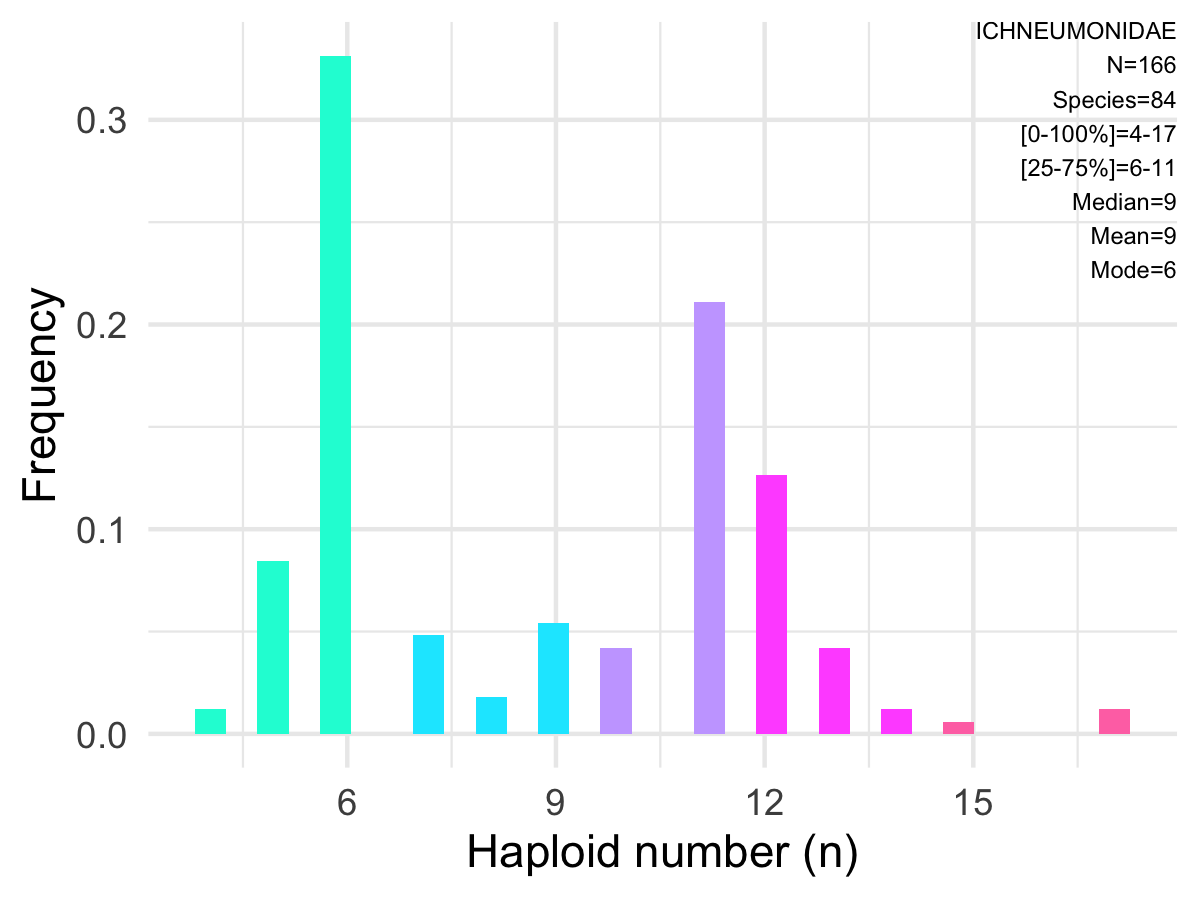 ICHNEUMONIDAE
N=166
Species=84
[0-100%]=4-17
[25-75%]=6-11
Median=9
Mean=9
Mode=6
Frequency
0.3
0.2
0.1
0.0
6 9 12 15
Haploid number (n)